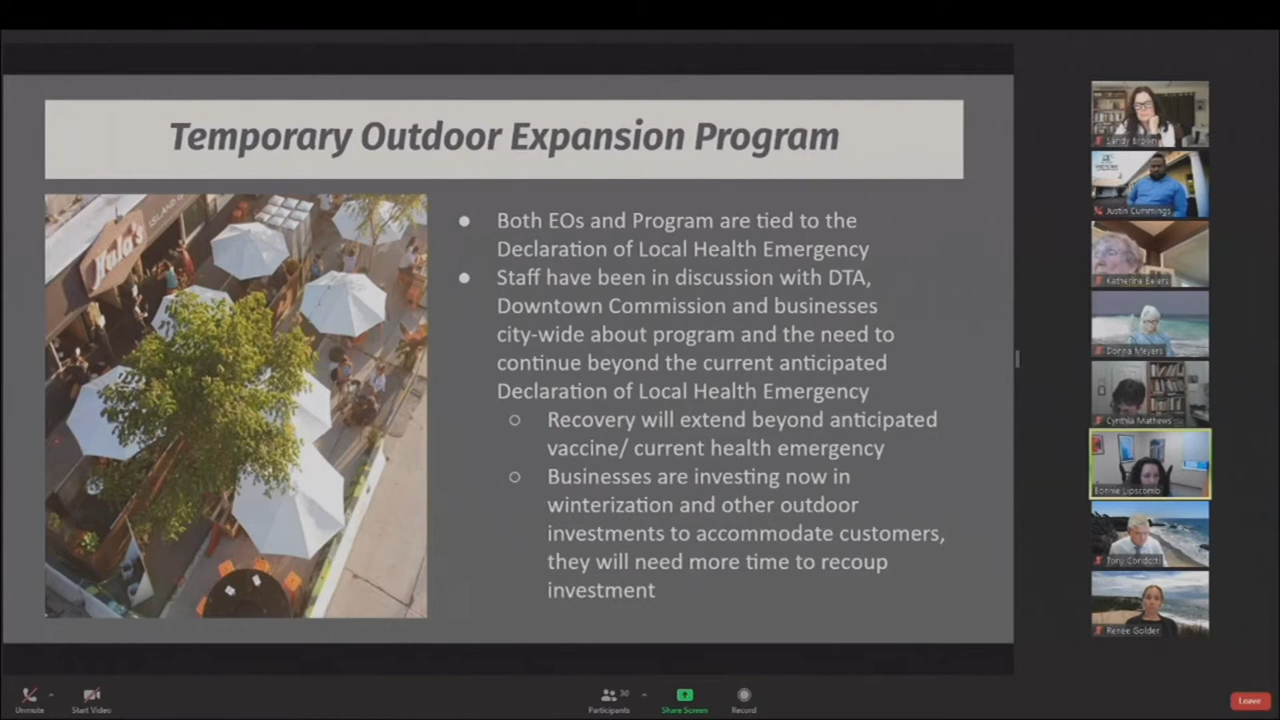 Temporary Outdoor Expansion Program
Hula's
ISLAND
● Both EOs and Program are tied to the
Declaration of Local Health Emergency
● Staff have been in discussion with DTA,
Downtown Commission and businesses
city-wide about program and the need to
continue beyond the current anticipated
Declaration of Local Health Emergency
○ Recovery will extend beyond anticipated
vaccine/ current health emergency
○ Businesses are investing now in
winterization and other outdoor
investments to accommodate customers,
they will need more time to recoup
investment
Sandy Brown
Justin Cummings
Katherine Beiers
Donna Meyers
Cynthia Mathews
Bonnie Lipscomb
Tony Condotti
Renee Golder
Unmute
Start Video
Participants
Share Screen
Record
Leave